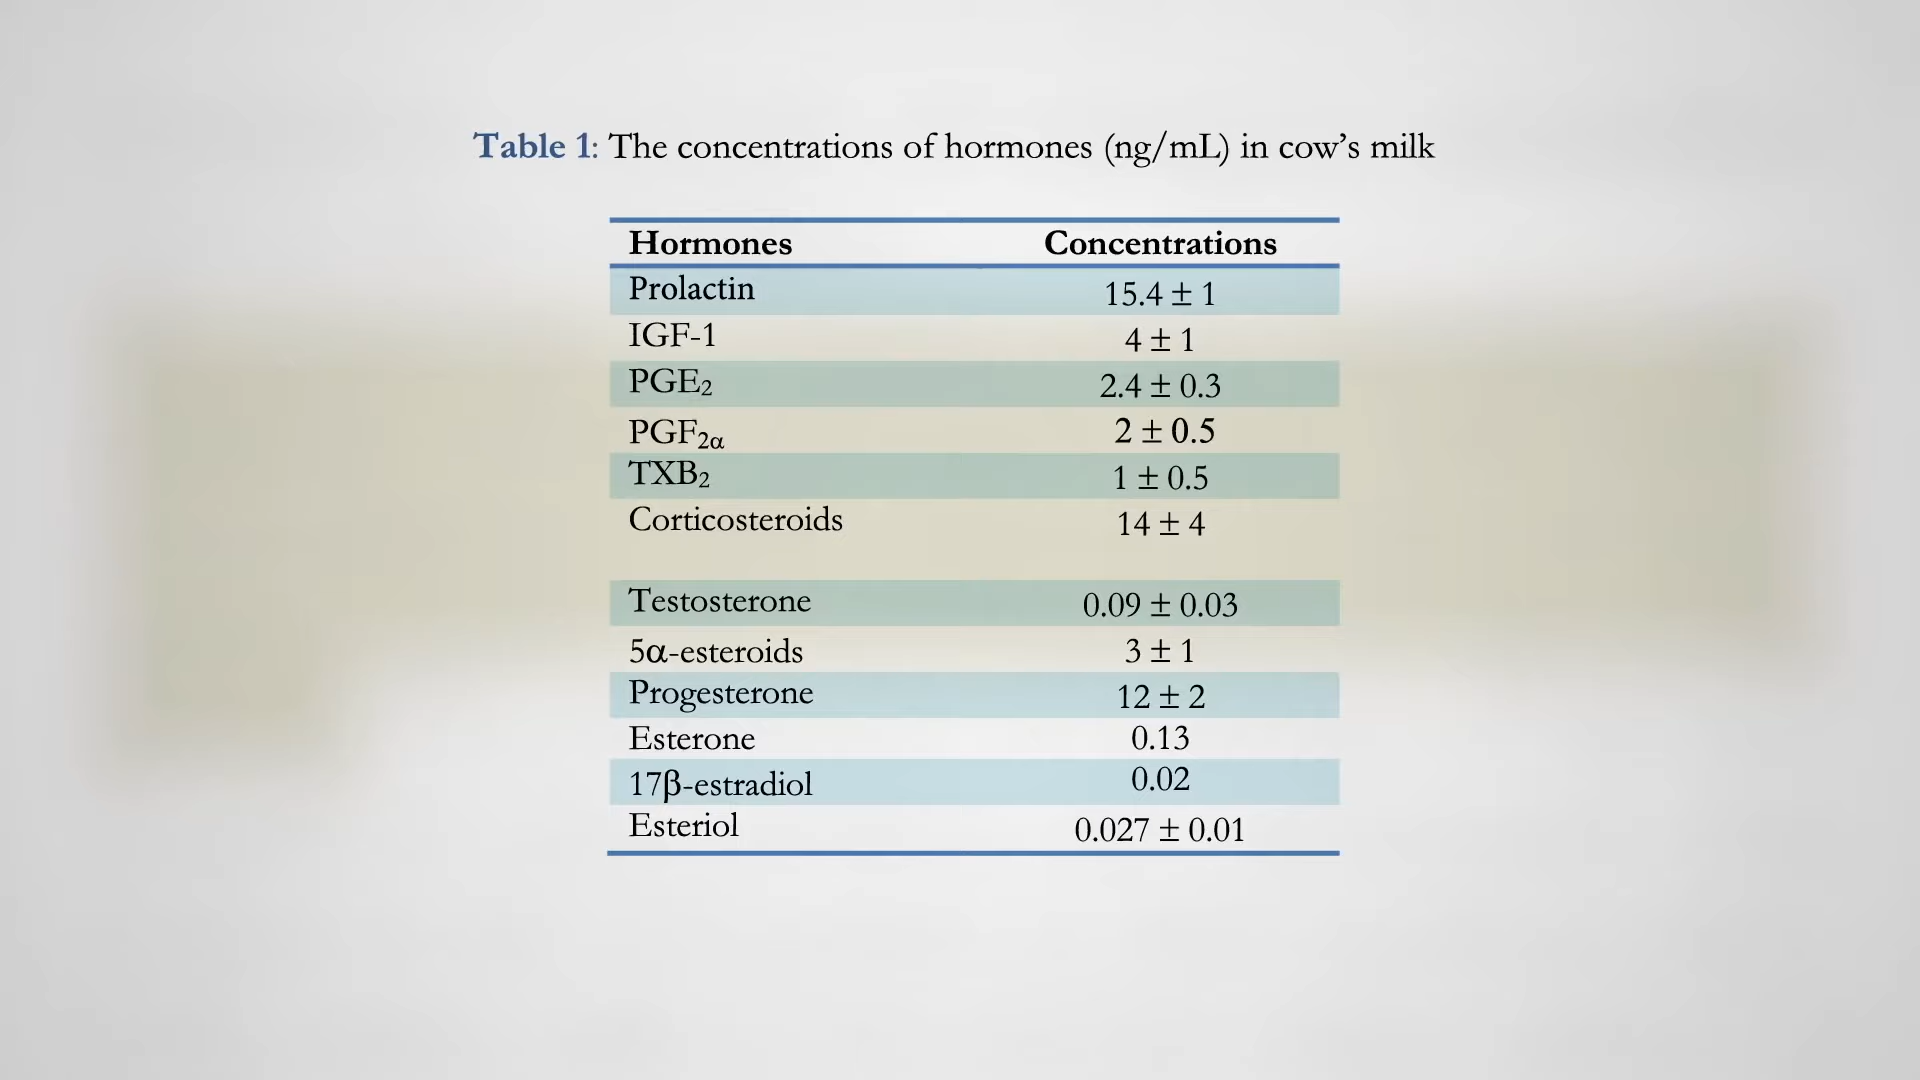 Table 1: The concentrations of hormones (ng/mL) in cow’s milk
Hormones Concentrations
Prolactin 15.4 ± 1
IGF-1 4 ± 1
PGE₂ 2.4 ± 0.3
PGF₂α 2 ± 0.5
TXB₂ 1 ± 0.5
Corticosteroids 14 ± 4
Testosterone 0.09 ± 0.03
5α-esteroids 3 ± 1
Progesterone 12 ± 2
Esterone 0.13
17β-estradiol 0.02
Esteriol 0.027 ± 0.01